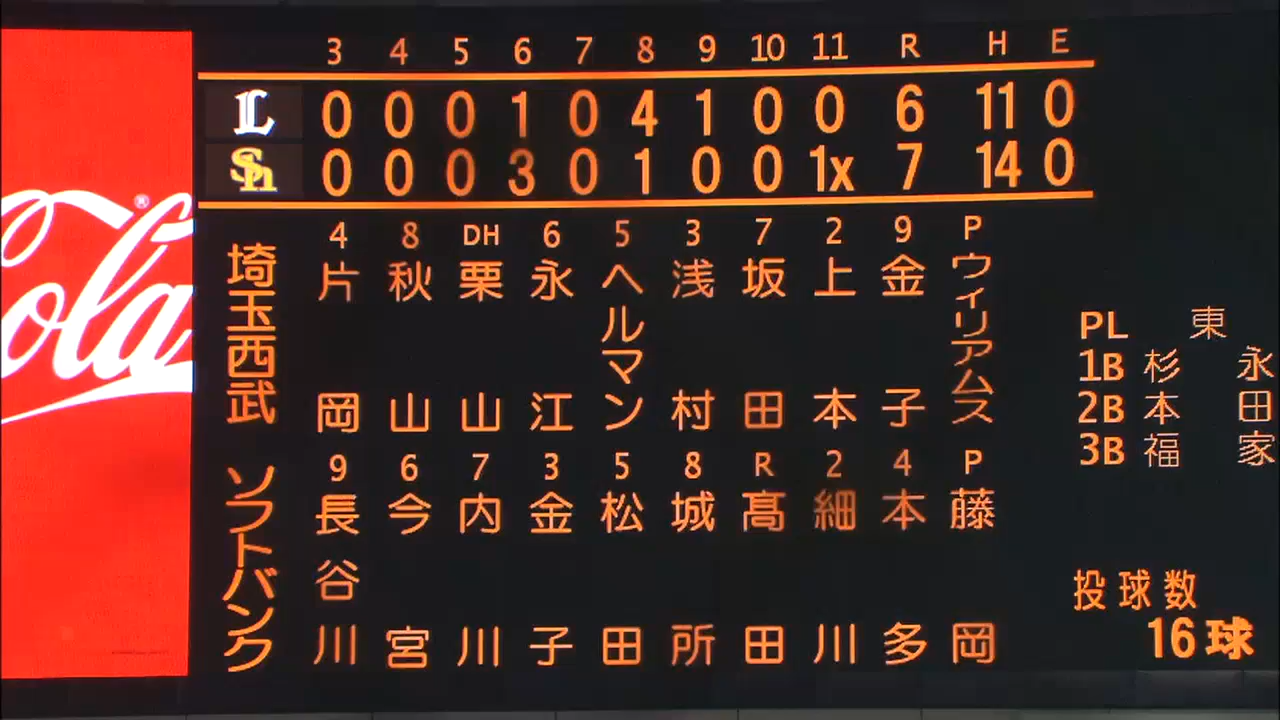 Cola®
3 4 5 6 7 8 9 10 11 R H E
L 0 0 0 1 0 4 1 0 0 6 11 0
Sh 0 0 0 3 0 1 0 0 1x 7 14 0
4 8 DH 6 5 3 7 2 9 P
埼玉西武
片岡
秋山
栗山
永江
ヘルマン
浅村
坂田
上本
金子
ウィリアムス
9 6 7 3 5 8 R 2 4 P
ソフトバンク
長谷川
今宮
内川
金子
松田
城所
髙田
細川
本多
藤岡
PL 東
1B 杉永
2B 本田
3B 福家
投球数
16球